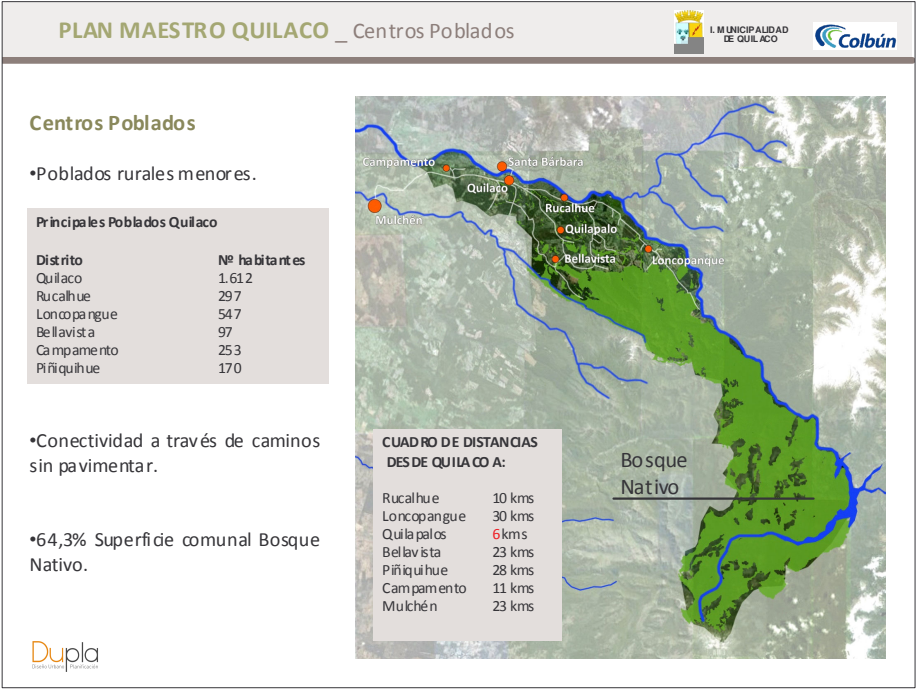 PLAN MAESTRO QUILACO _ Centros Poblados
I. MUNICIPALIDAD
DE QUILACO
Colbún
Centros Poblados
•Poblados rurales menores.
Principales Poblados Quilaco
Distrito Nº habitantes
Quilaco 1.612
Rucalhue 297
Loncopangue 547
Bellavista 97
Campamento 253
Piñiquihue 170
•Conectividad a través de caminos
sin pavimentar.
•64,3% Superficie comunal Bosque
Nativo.
Dupla
Diseño Urbano Planificación
Campamento
Santa Bárbara
Quilaco
Mulchén
Rucalhue
Quilapalo
Bellavista
Loncopanque
Bosque
Nativo
CUADRO DE DISTANCIAS
DESDE QUILACO A:
Rucalhue 10 kms
Loncopangue 30 kms
Quilapalos 6 kms
Bellavista 23 kms
Piñiquihue 28 kms
Campamento 11 kms
Mulchén 23 kms